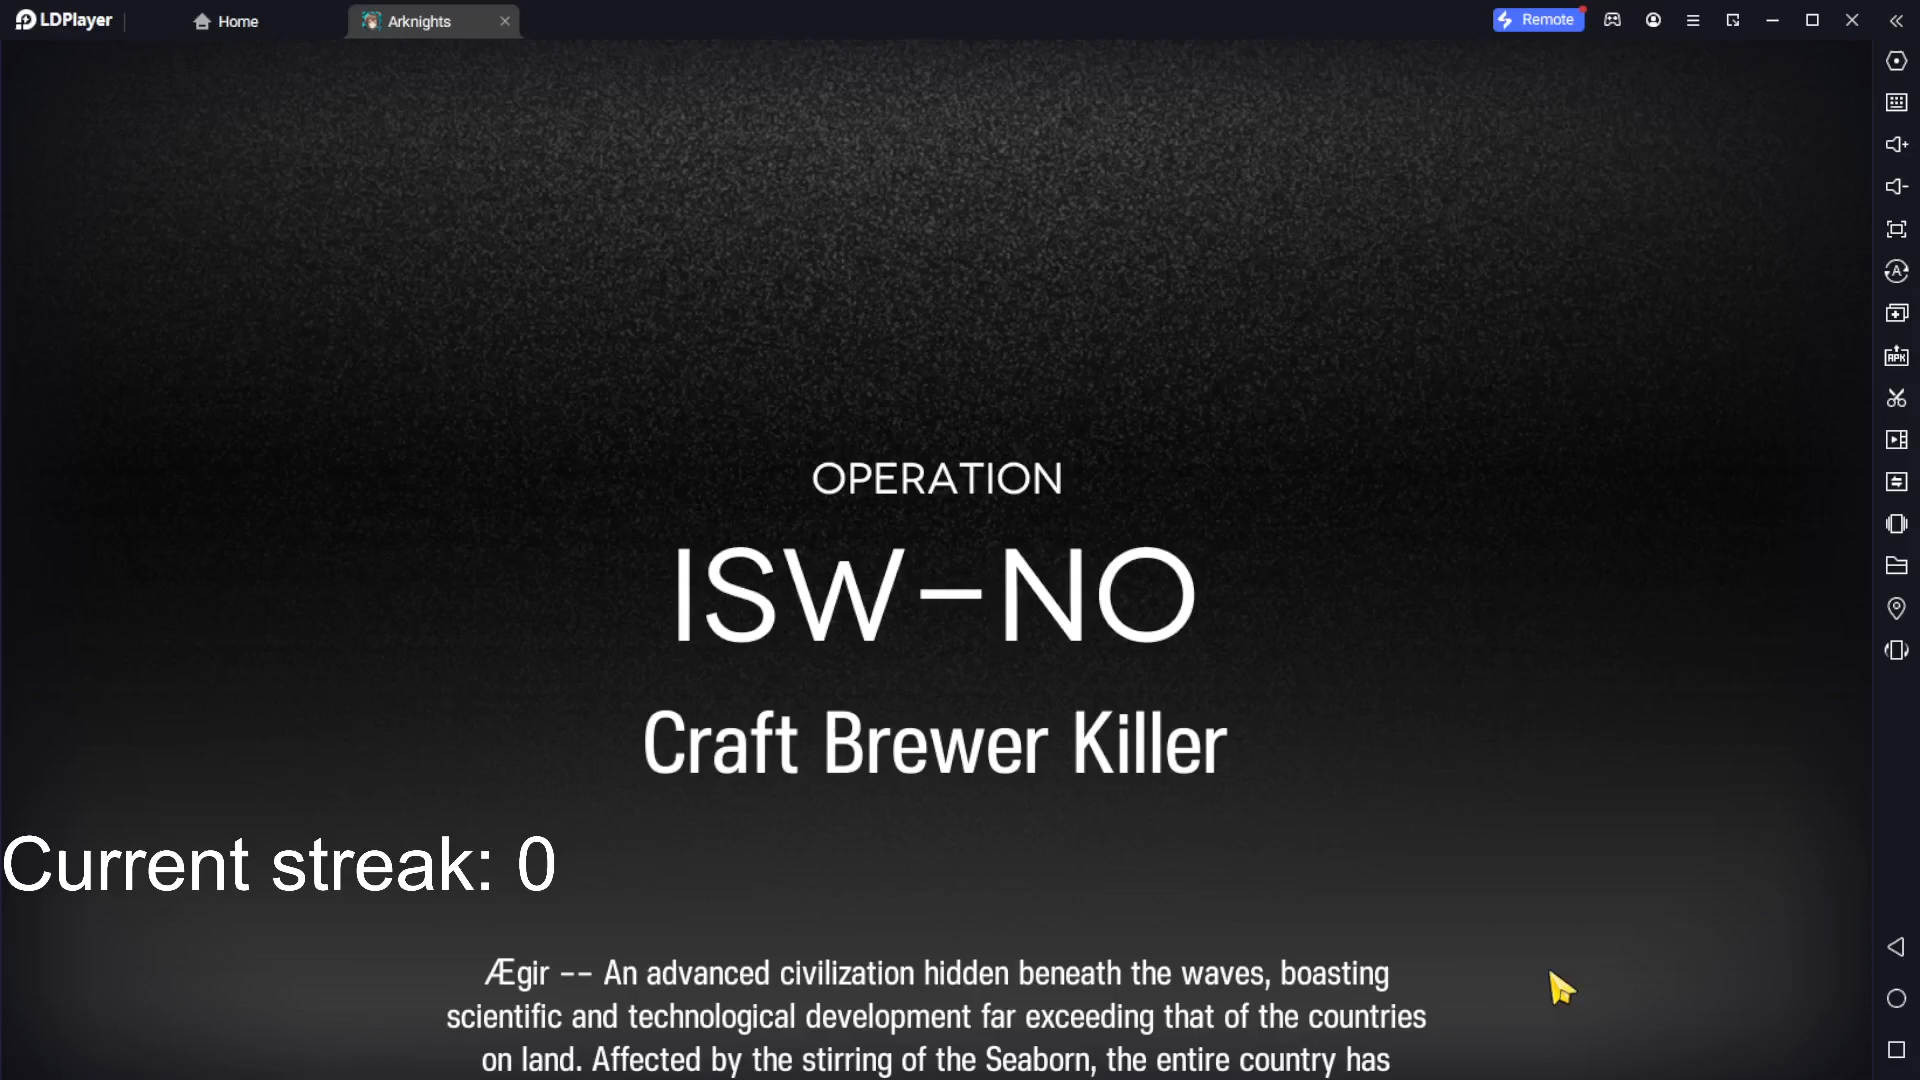 LDPlayer
Home
Arknights
Remote
OPERATION
ISW-NO
Craft Brewer Killer
Current streak: 0
Ægir -- An advanced civilization hidden beneath the waves, boasting
scientific and technological development far exceeding that of the countries
on land. Affected by the stirring of the Seaborn, the entire country has
A
APK